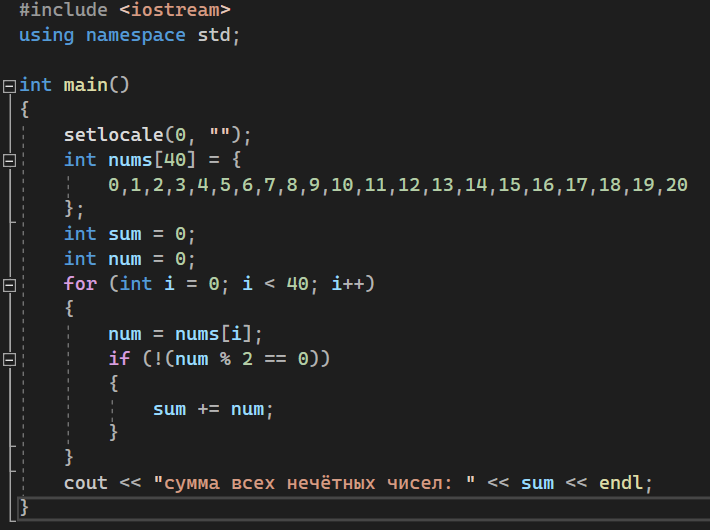 #include <iostream>
using namespace std;
int main()
{
setlocale(0, "");
int nums[40] = {
0,1,2,3,4,5,6,7,8,9,10,11,12,13,14,15,16,17,18,19,20
};
int sum = 0;
int num = 0;
for (int i = 0; i < 40; i++)
{
num = nums[i];
if (!(num % 2 == 0))
{
sum += num;
}
}
cout << "сумма всех нечётных чисел: " << sum << endl;
}